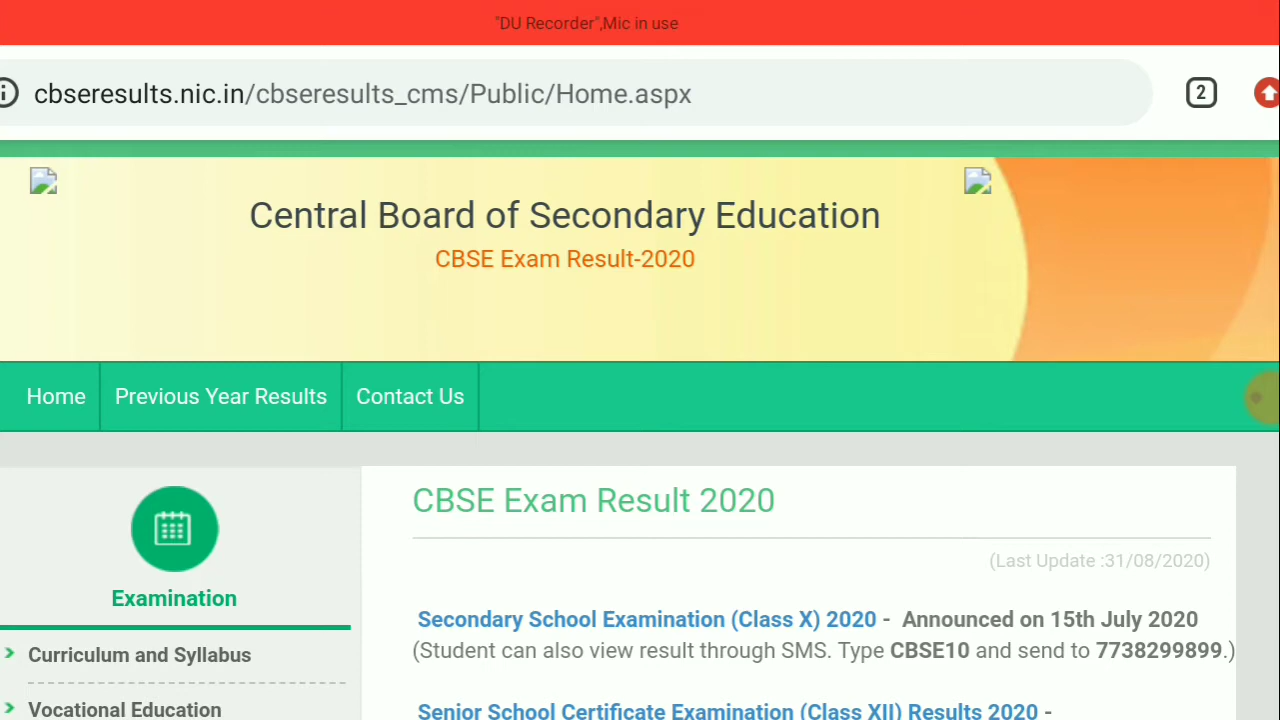 "DU Recorder",Mic in use
cbseresults.nic.in/cbseresults_cms/Public/Home.aspx
2
Central Board of Secondary Education
CBSE Exam Result-2020
Home
Previous Year Results
Contact Us
CBSE Exam Result 2020
(Last Update :31/08/2020)
Examination
Secondary School Examination (Class X) 2020 - Announced on 15th July 2020
(Student can also view result through SMS. Type CBSE10 and send to 7738299899.)
Curriculum and Syllabus
Vocational Education
Senior School Certificate Examination (Class XII) Results 2020 -